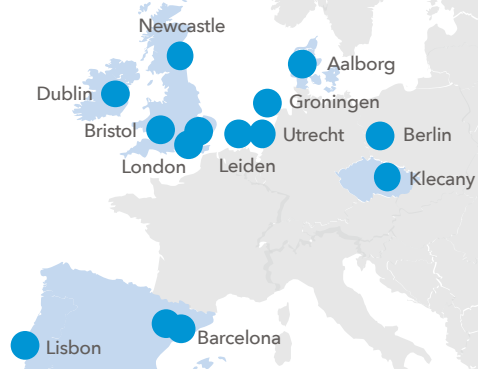 Newcastle
Aalborg
Dublin
Groningen
Bristol
Utrecht
Berlin
London
Leiden
Klecany
Barcelona
Lisbon